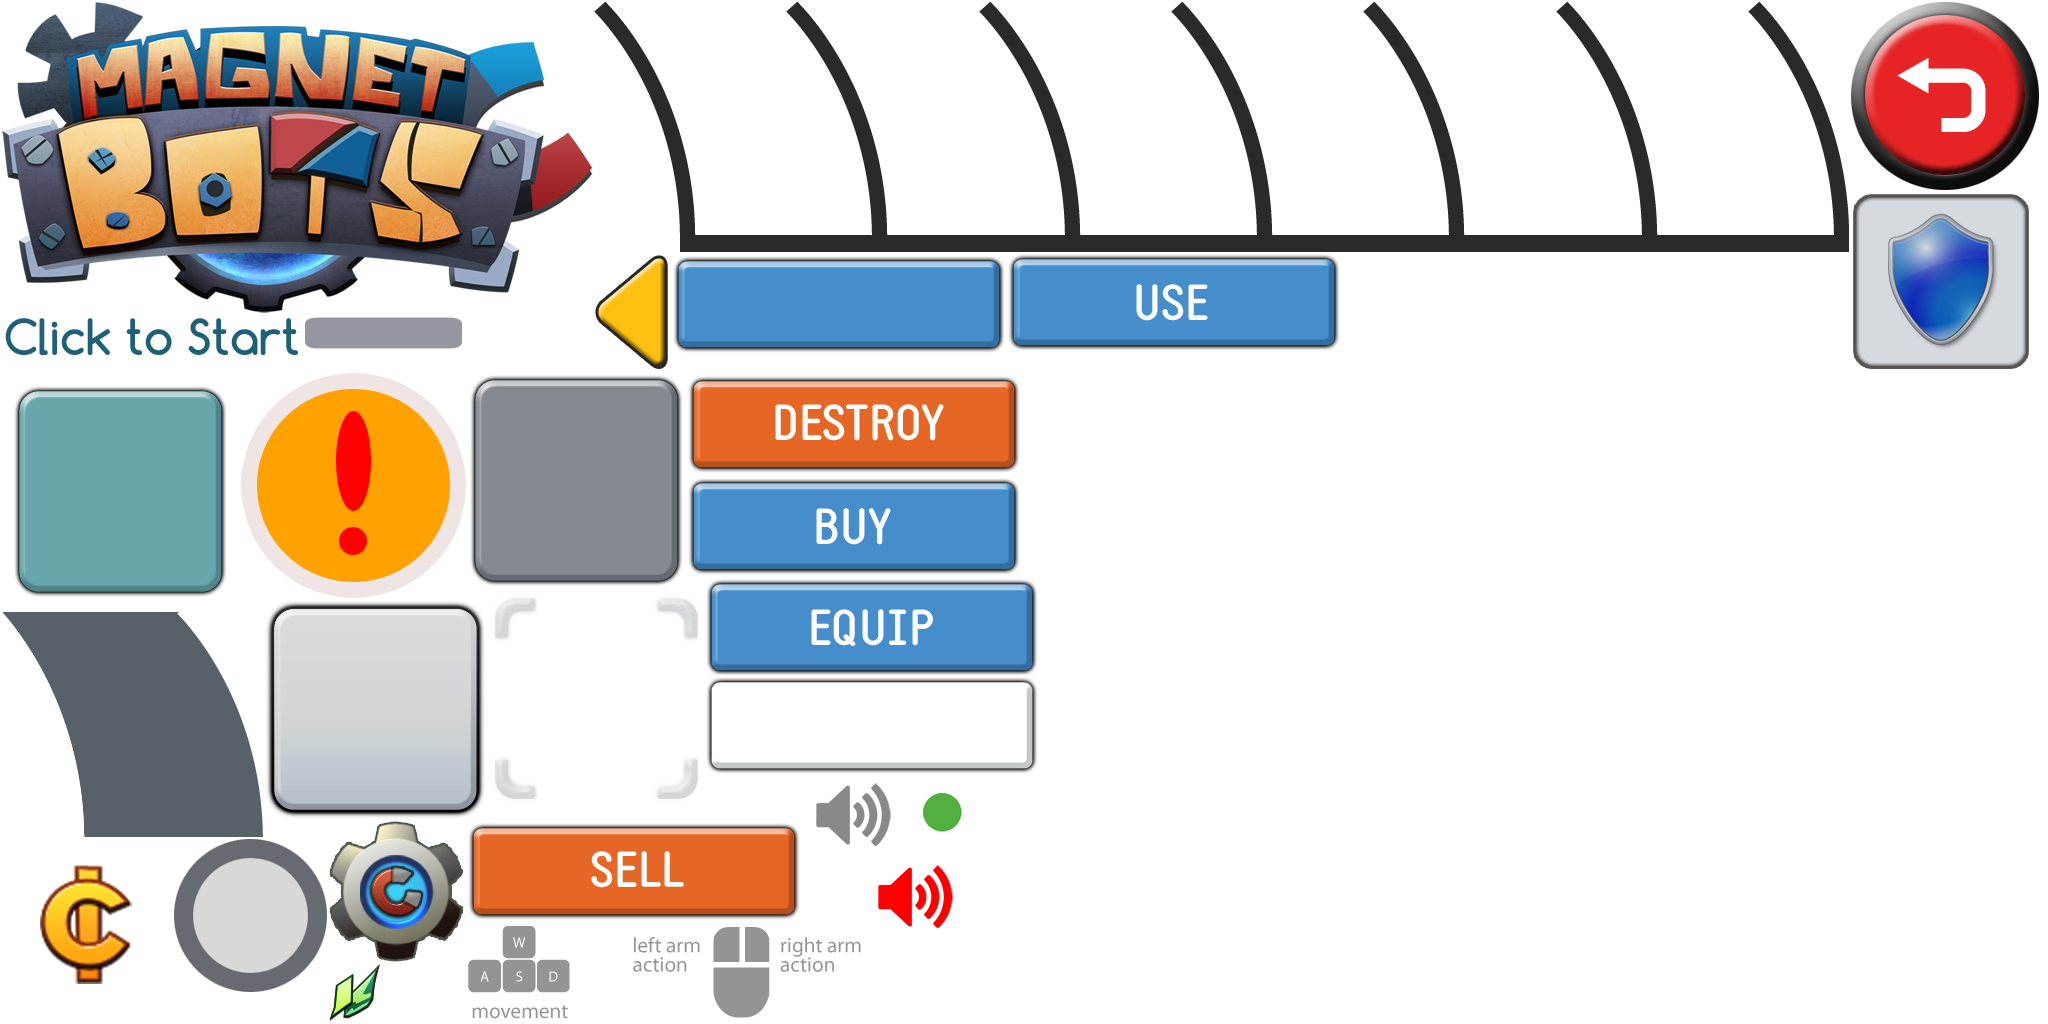 MAGNET
BOTS
Click to Start
USE
DESTROY
BUY
EQUIP
SELL
W
A S D
movement
left arm
action
right arm
action